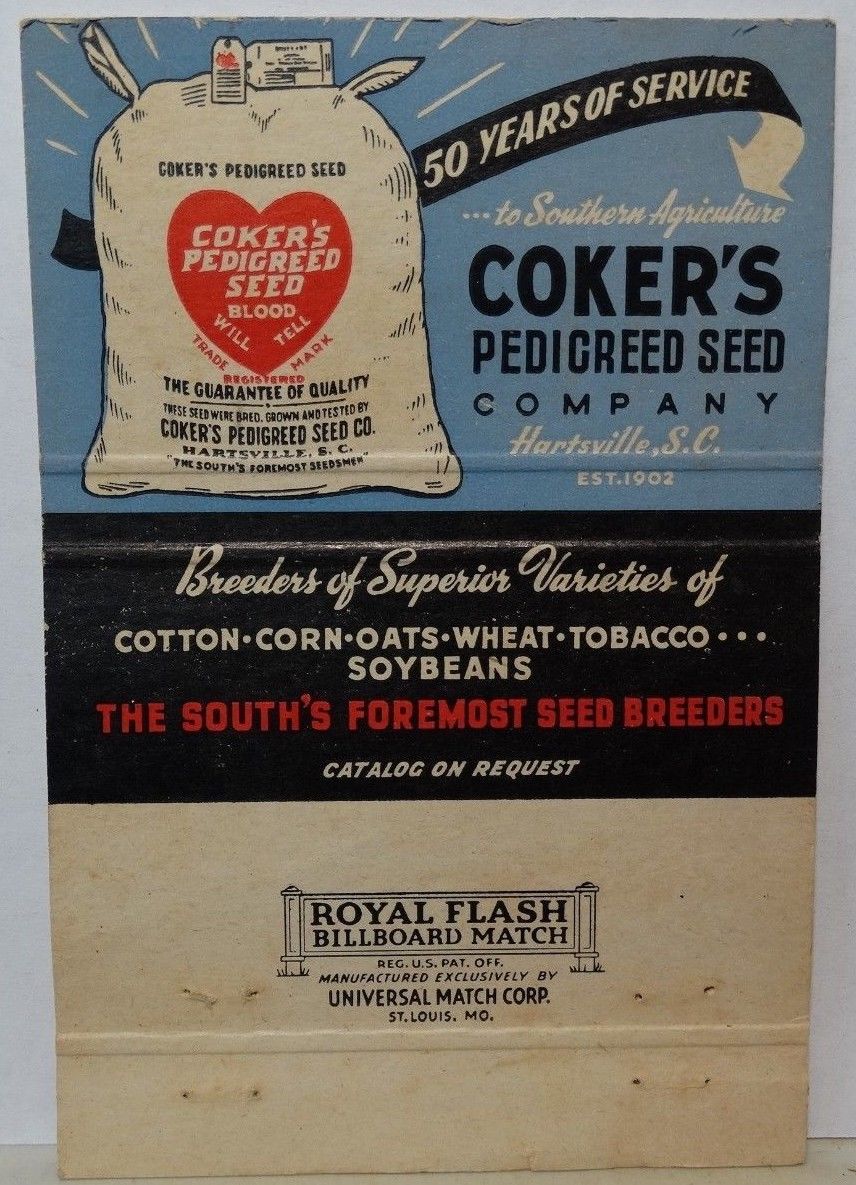 COKER'S PEDIGREED SEED
COKER'S
PEDIGREED
SEED
BLOOD
WILL TELL
TRADE MARK
REGISTERED
THE GUARANTEE OF QUALITY
THESE SEED WERE BRED, GROWN AND TESTED BY
COKER'S PEDIGREED SEED CO.
HARTSVILLE, S. C.
"THE SOUTH'S FOREMOST SEEDSMEN"
50 YEARS OF SERVICE
...to Southern Agriculture
COKER'S
PEDIGREED SEED
COMPANY
Hartsville, S.C.
EST. 1902
Breeders of Superior Varieties of
COTTON·CORN·OATS·WHEAT·TOBACCO···
SOYBEANS
THE SOUTH'S FOREMOST SEED BREEDERS
CATALOG ON REQUEST
ROYAL FLASH
BILLBOARD MATCH
REG. U.S. PAT. OFF.
MANUFACTURED EXCLUSIVELY BY
UNIVERSAL MATCH CORP.
ST. LOUIS, MO.